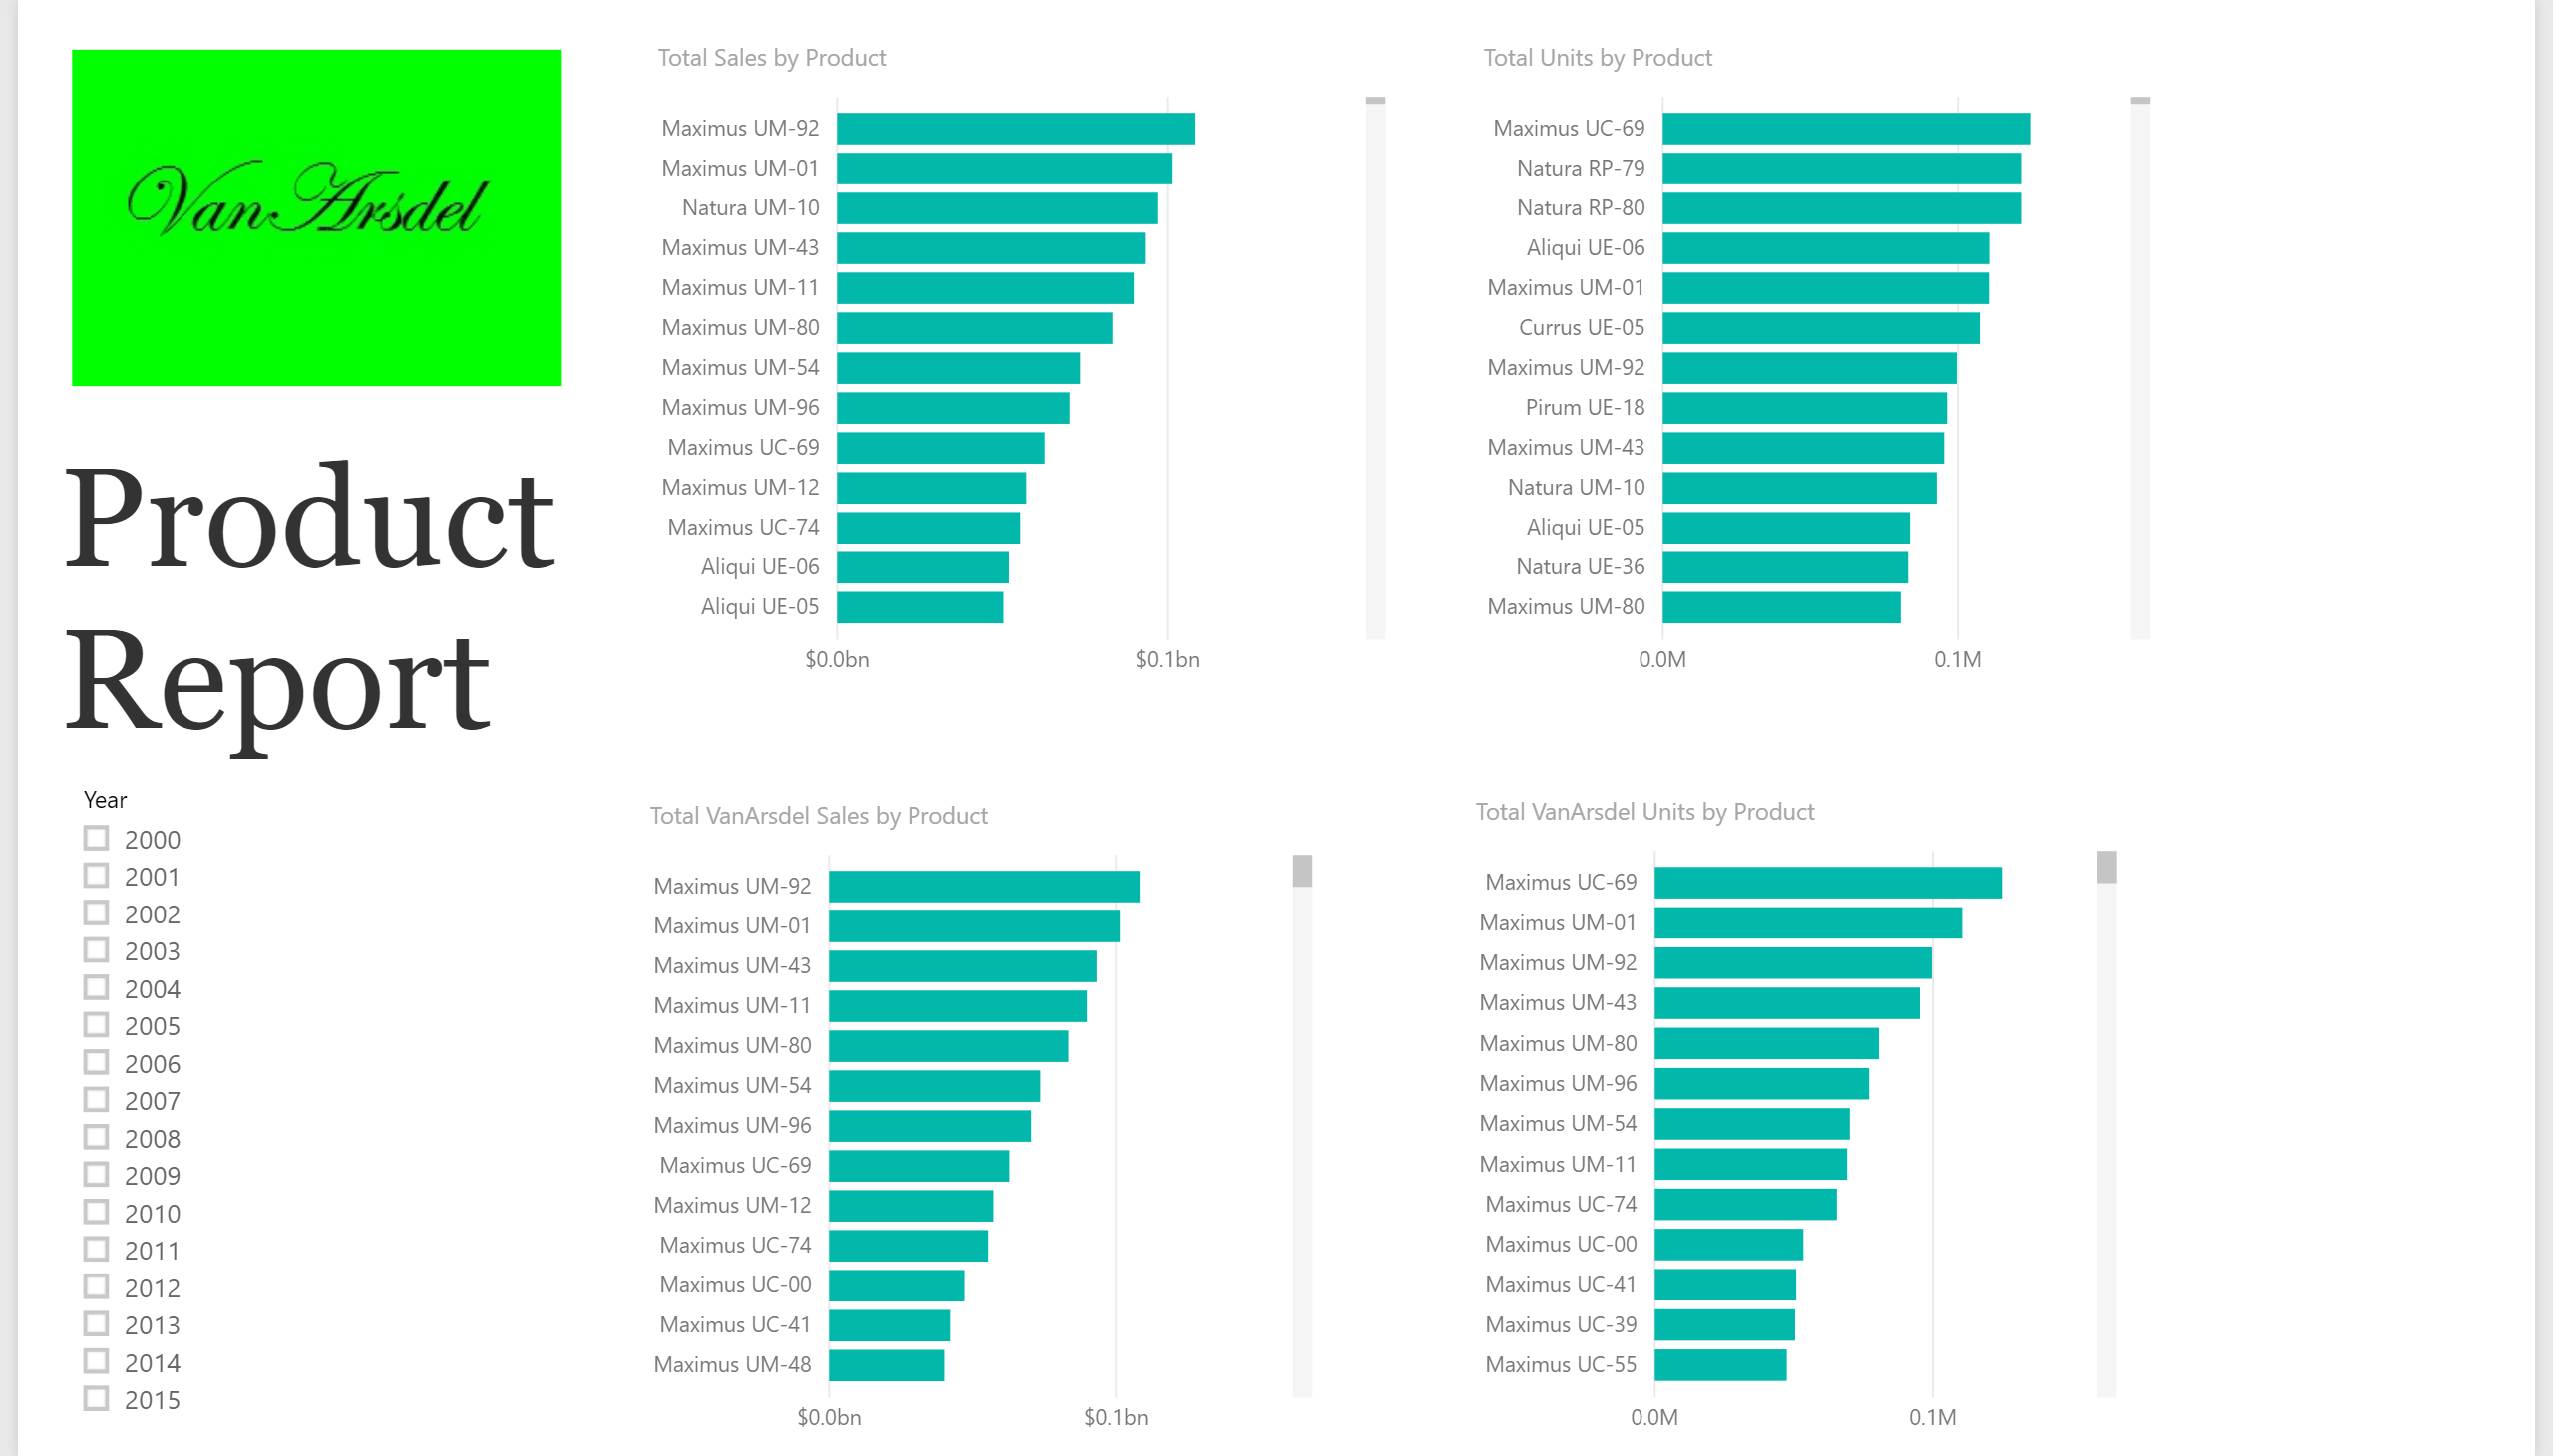 VanArsdel
Product
Report
Year
2000
2001
2002
2003
2004
2005
2006
2007
2008
2009
2010
2011
2012
2013
2014
2015
Total Sales by Product
Maximus UM-92
Maximus UM-01
Natura UM-10
Maximus UM-43
Maximus UM-11
Maximus UM-80
Maximus UM-54
Maximus UM-96
Maximus UC-69
Maximus UM-12
Maximus UC-74
Aliqui UE-06
Aliqui UE-05
$0.0bn $0.1bn
Total Units by Product
Maximus UC-69
Natura RP-79
Natura RP-80
Aliqui UE-06
Maximus UM-01
Currus UE-05
Maximus UM-92
Pirum UE-18
Maximus UM-43
Natura UM-10
Aliqui UE-05
Natura UE-36
Maximus UM-80
0.0M 0.1M
Total VanArsdel Sales by Product
Maximus UM-92
Maximus UM-01
Maximus UM-43
Maximus UM-11
Maximus UM-80
Maximus UM-54
Maximus UM-96
Maximus UC-69
Maximus UM-12
Maximus UC-74
Maximus UC-00
Maximus UC-41
Maximus UM-48
$0.0bn $0.1bn
Total VanArsdel Units by Product
Maximus UC-69
Maximus UM-01
Maximus UM-92
Maximus UM-43
Maximus UM-80
Maximus UM-96
Maximus UM-54
Maximus UM-11
Maximus UC-74
Maximus UC-00
Maximus UC-41
Maximus UC-39
Maximus UC-55
0.0M 0.1M